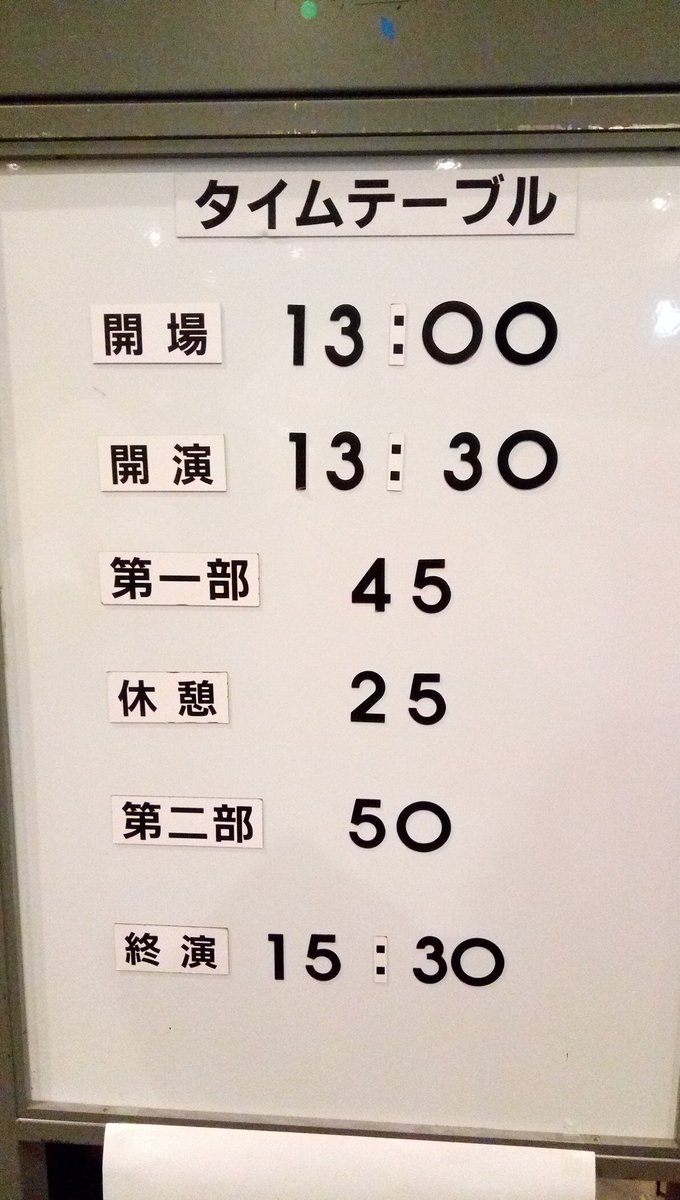 タイムテーブル
開場 13:00
開演 13:30
第一部 45
休憩 25
第二部 50
終演 15:30